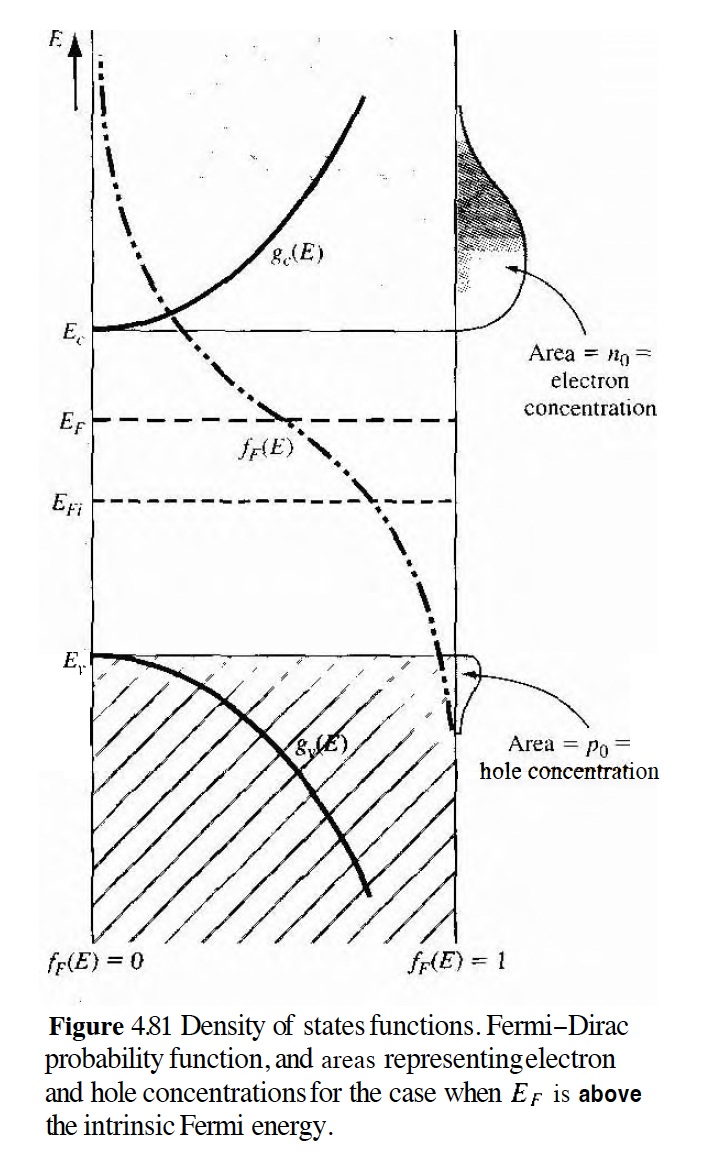 E
g_c(E)
E_c
Area = n_0 =
electron
concentration
E_F
f_F(E)
E_Fi
E_v
g_v(E)
Area = p_0 =
hole concentration
f_F(E) = 0
f_F(E) = 1
Figure 4.81 Density of states functions. Fermi–Dirac
probability function, and areas representing electron
and hole concentrations for the case when E_F is above
the intrinsic Fermi energy.